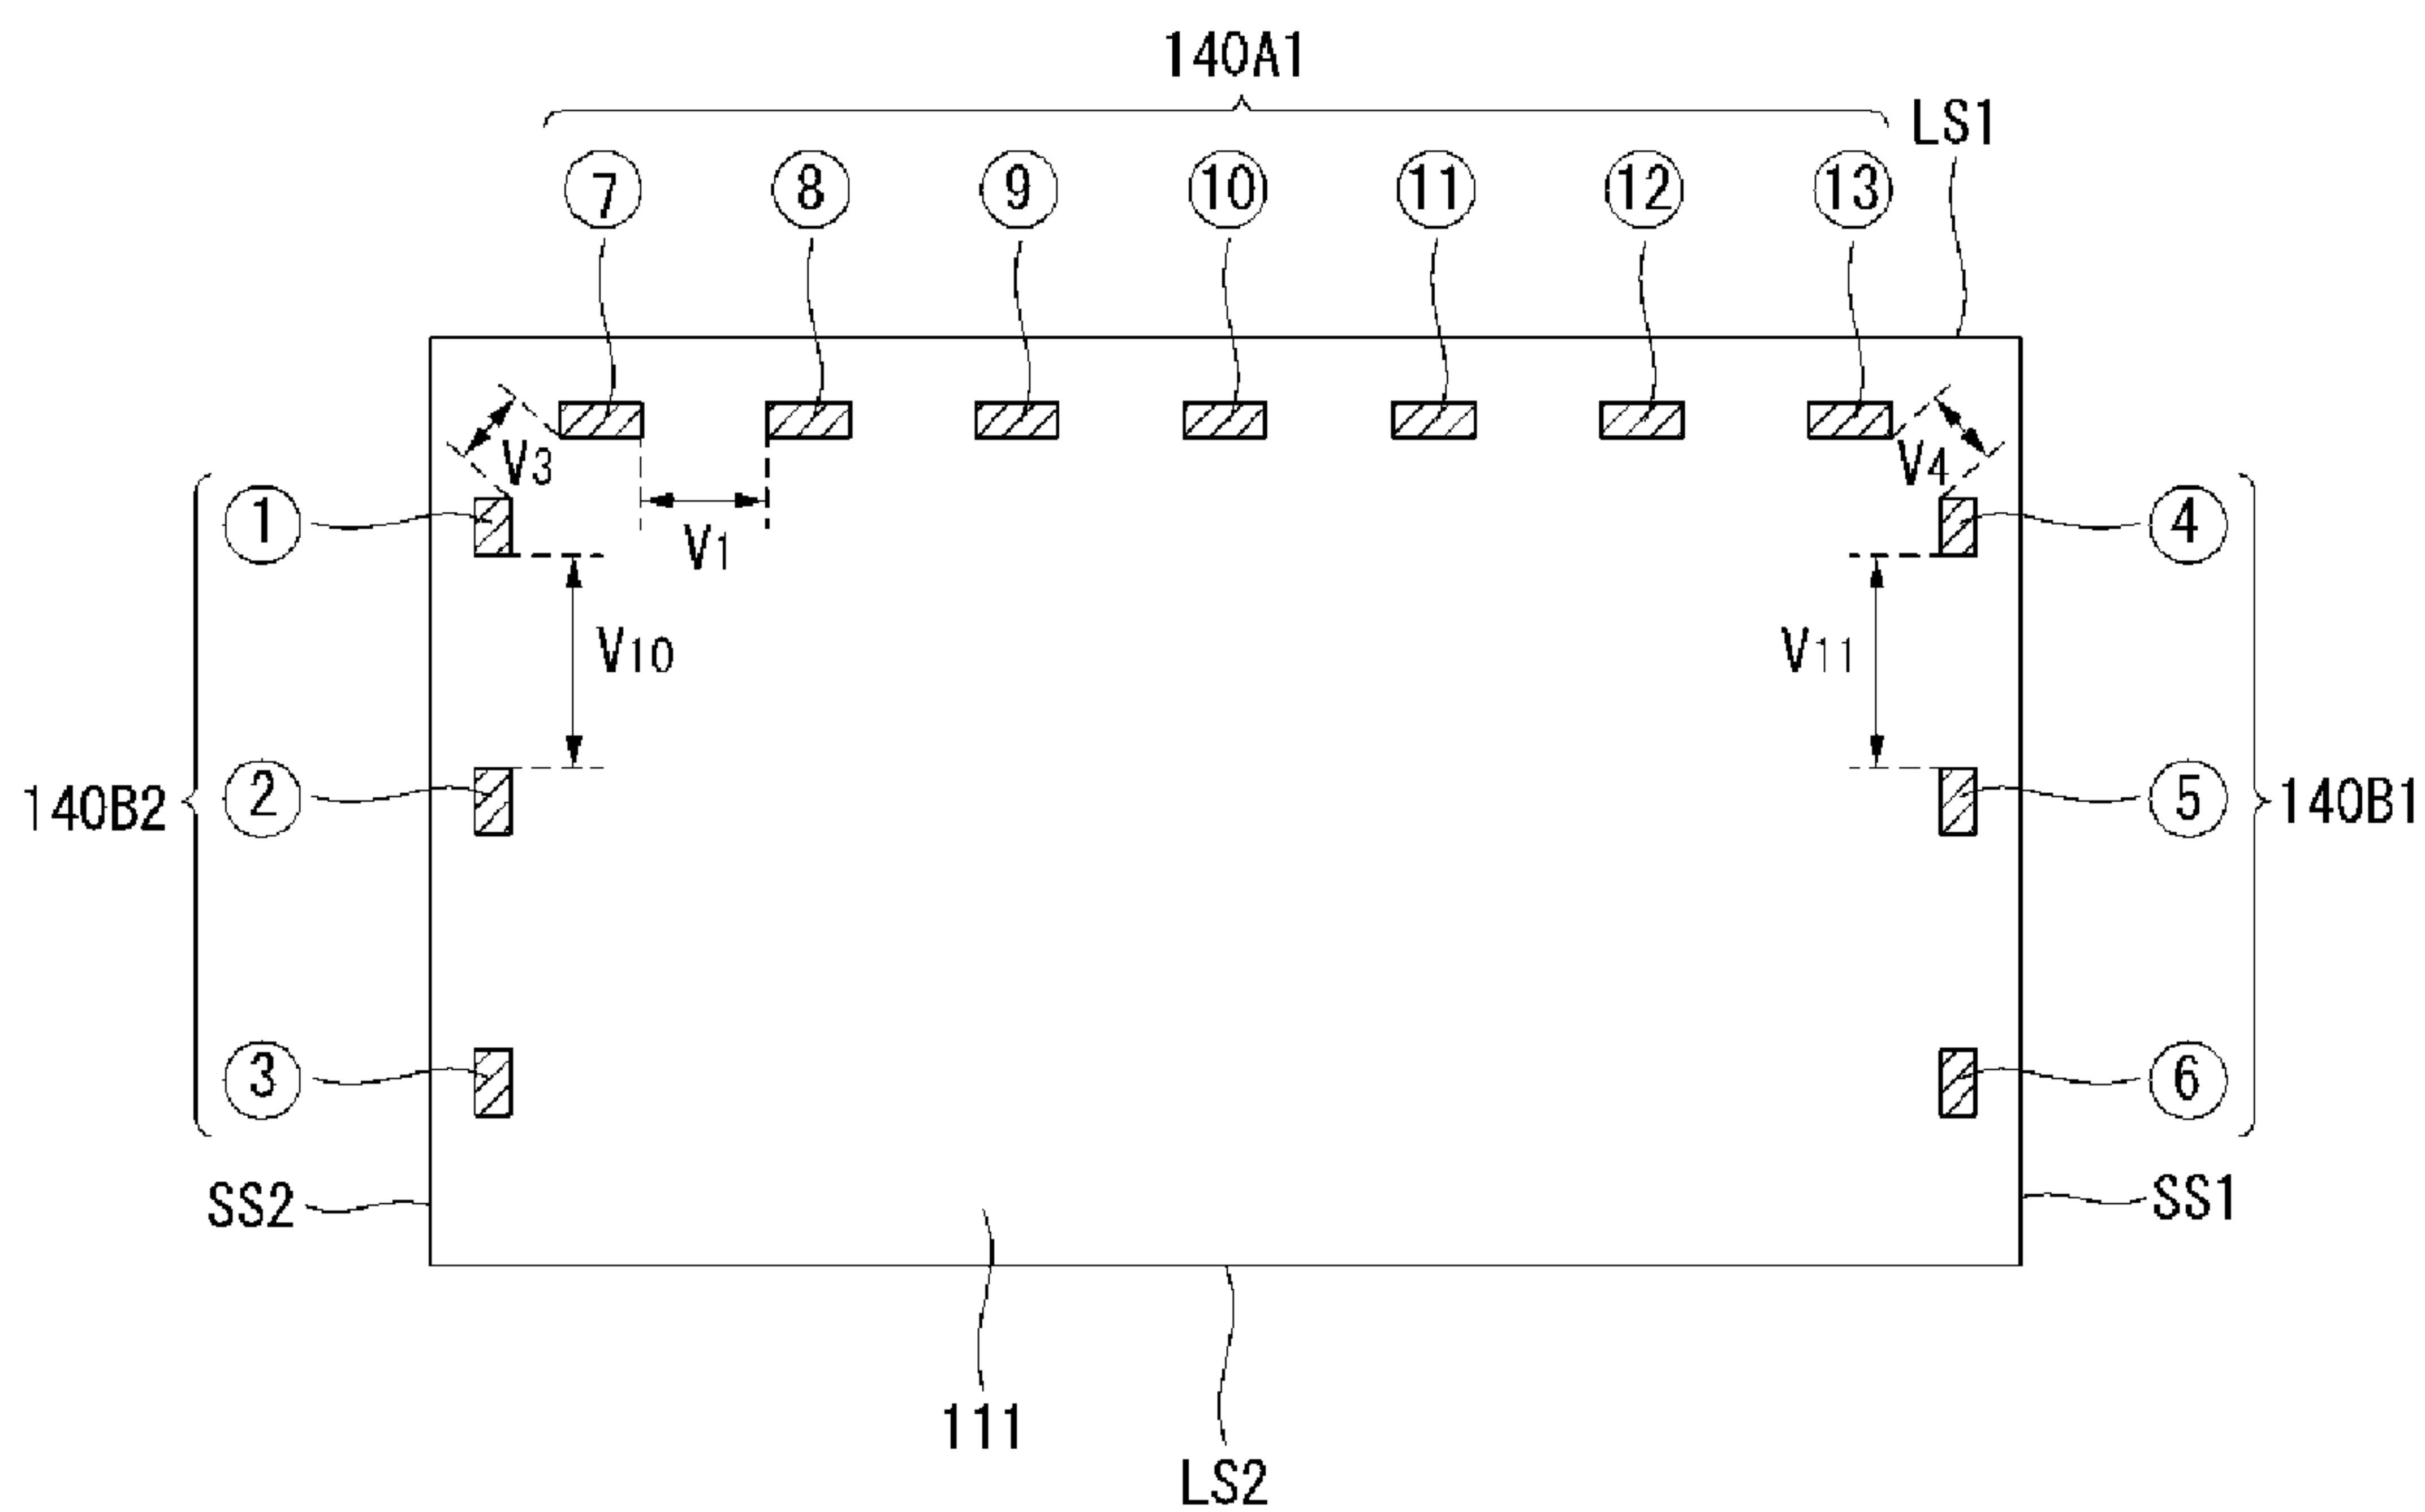 140A1
LS1
⑦ ⑧ ⑨ ⑩ ⑪ ⑫ ⑬
V3 V4
① V1 ④
V10 V11
140B2 ② ⑤ 140B1
③ ⑥
SS2 SS1
111
LS2